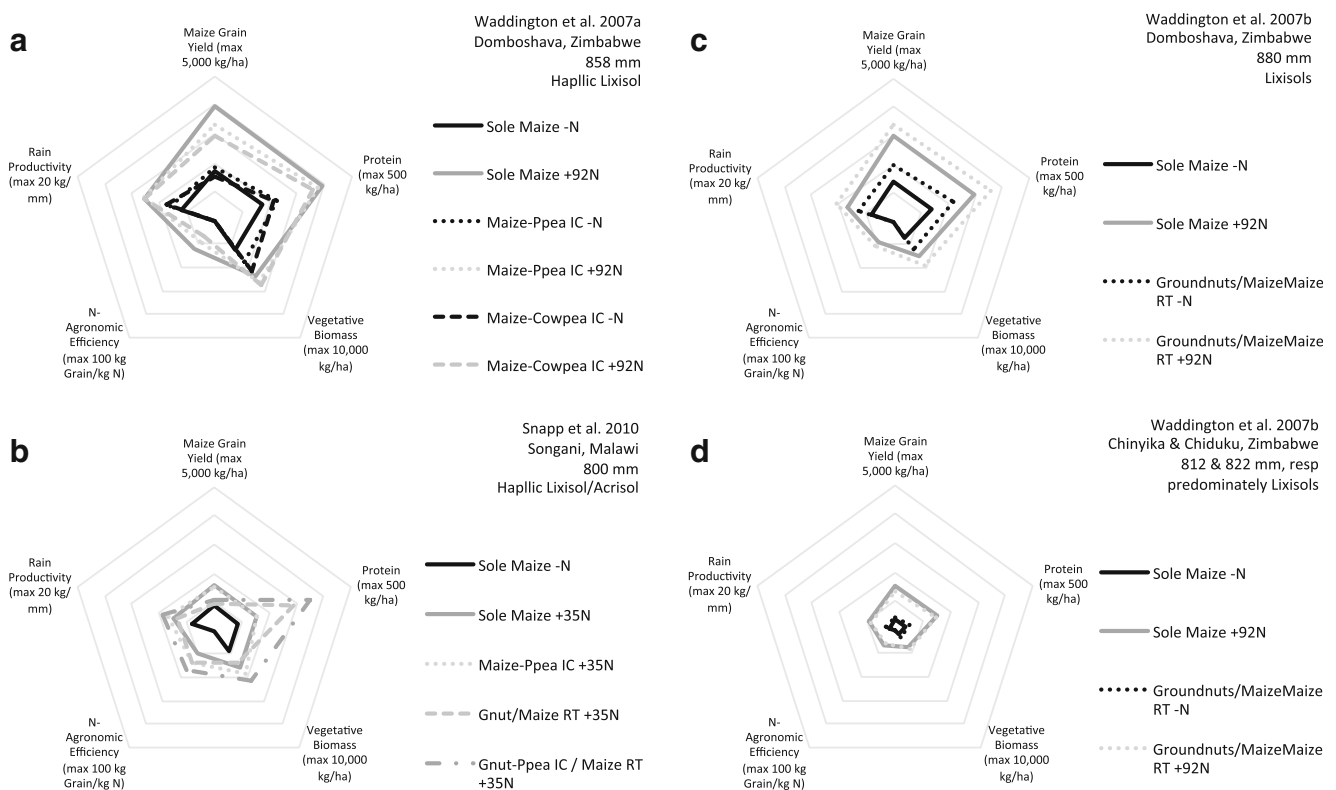 a
Waddington et al. 2007a
Domboshava, Zimbabwe
858 mm
Hapllic Lixisol
Maize Grain
Yield (max
5,000 kg/ha)
Protein
(max 500
kg/ha)
Vegetative
Biomass
(max 10,000
kg/ha)
N-
Agronomic
Efficiency
(max 100 kg
Grain/kg N)
Rain
Productivity
(max 20 kg/
mm)
Sole Maize -N
Sole Maize +92N
Maize-Ppea IC -N
Maize-Ppea IC +92N
Maize-Cowpea IC -N
Maize-Cowpea IC +92N
b
Snapp et al. 2010
Songani, Malawi
800 mm
Hapllic Lixisol/Acrisol
Maize Grain
Yield (max
5,000 kg/ha)
Protein
(max 500
kg/ha)
Vegetative
Biomass
(max 10,000
kg/ha)
N-
Agronomic
Efficiency
(max 100 kg
Grain/kg N)
Rain
Productivity
(max 20 kg/
mm)
Sole Maize -N
Sole Maize +35N
Maize-Ppea IC +35N
Gnut/Maize RT +35N
Gnut-Ppea IC / Maize RT
+35N
c
Waddington et al. 2007b
Domboshava, Zimbabwe
880 mm
Lixisols
Maize Grain
Yield (max
5,000 kg/ha)
Protein
(max 500
kg/ha)
Vegetative
Biomass
(max 10,000
kg/ha)
N-
Agronomic
Efficiency
(max 100 kg
Grain/kg N)
Rain
Productivity
(max 20 kg/
mm)
Sole Maize -N
Sole Maize +92N
Groundnuts/MaizeMaize
RT -N
Groundnuts/MaizeMaize
RT +92N
d
Waddington et al. 2007b
Chinyika & Chiduku, Zimbabwe
812 & 822 mm, resp
predominately Lixisols
Maize Grain
Yield (max
5,000 kg/ha)
Protein
(max 500
kg/ha)
Vegetative
Biomass
(max 10,000
kg/ha)
N-
Agronomic
Efficiency
(max 100 kg
Grain/kg N)
Rain
Productivity
(max 20 kg/
mm)
Sole Maize -N
Sole Maize +92N
Groundnuts/MaizeMaize
RT -N
Groundnuts/MaizeMaize
RT +92N